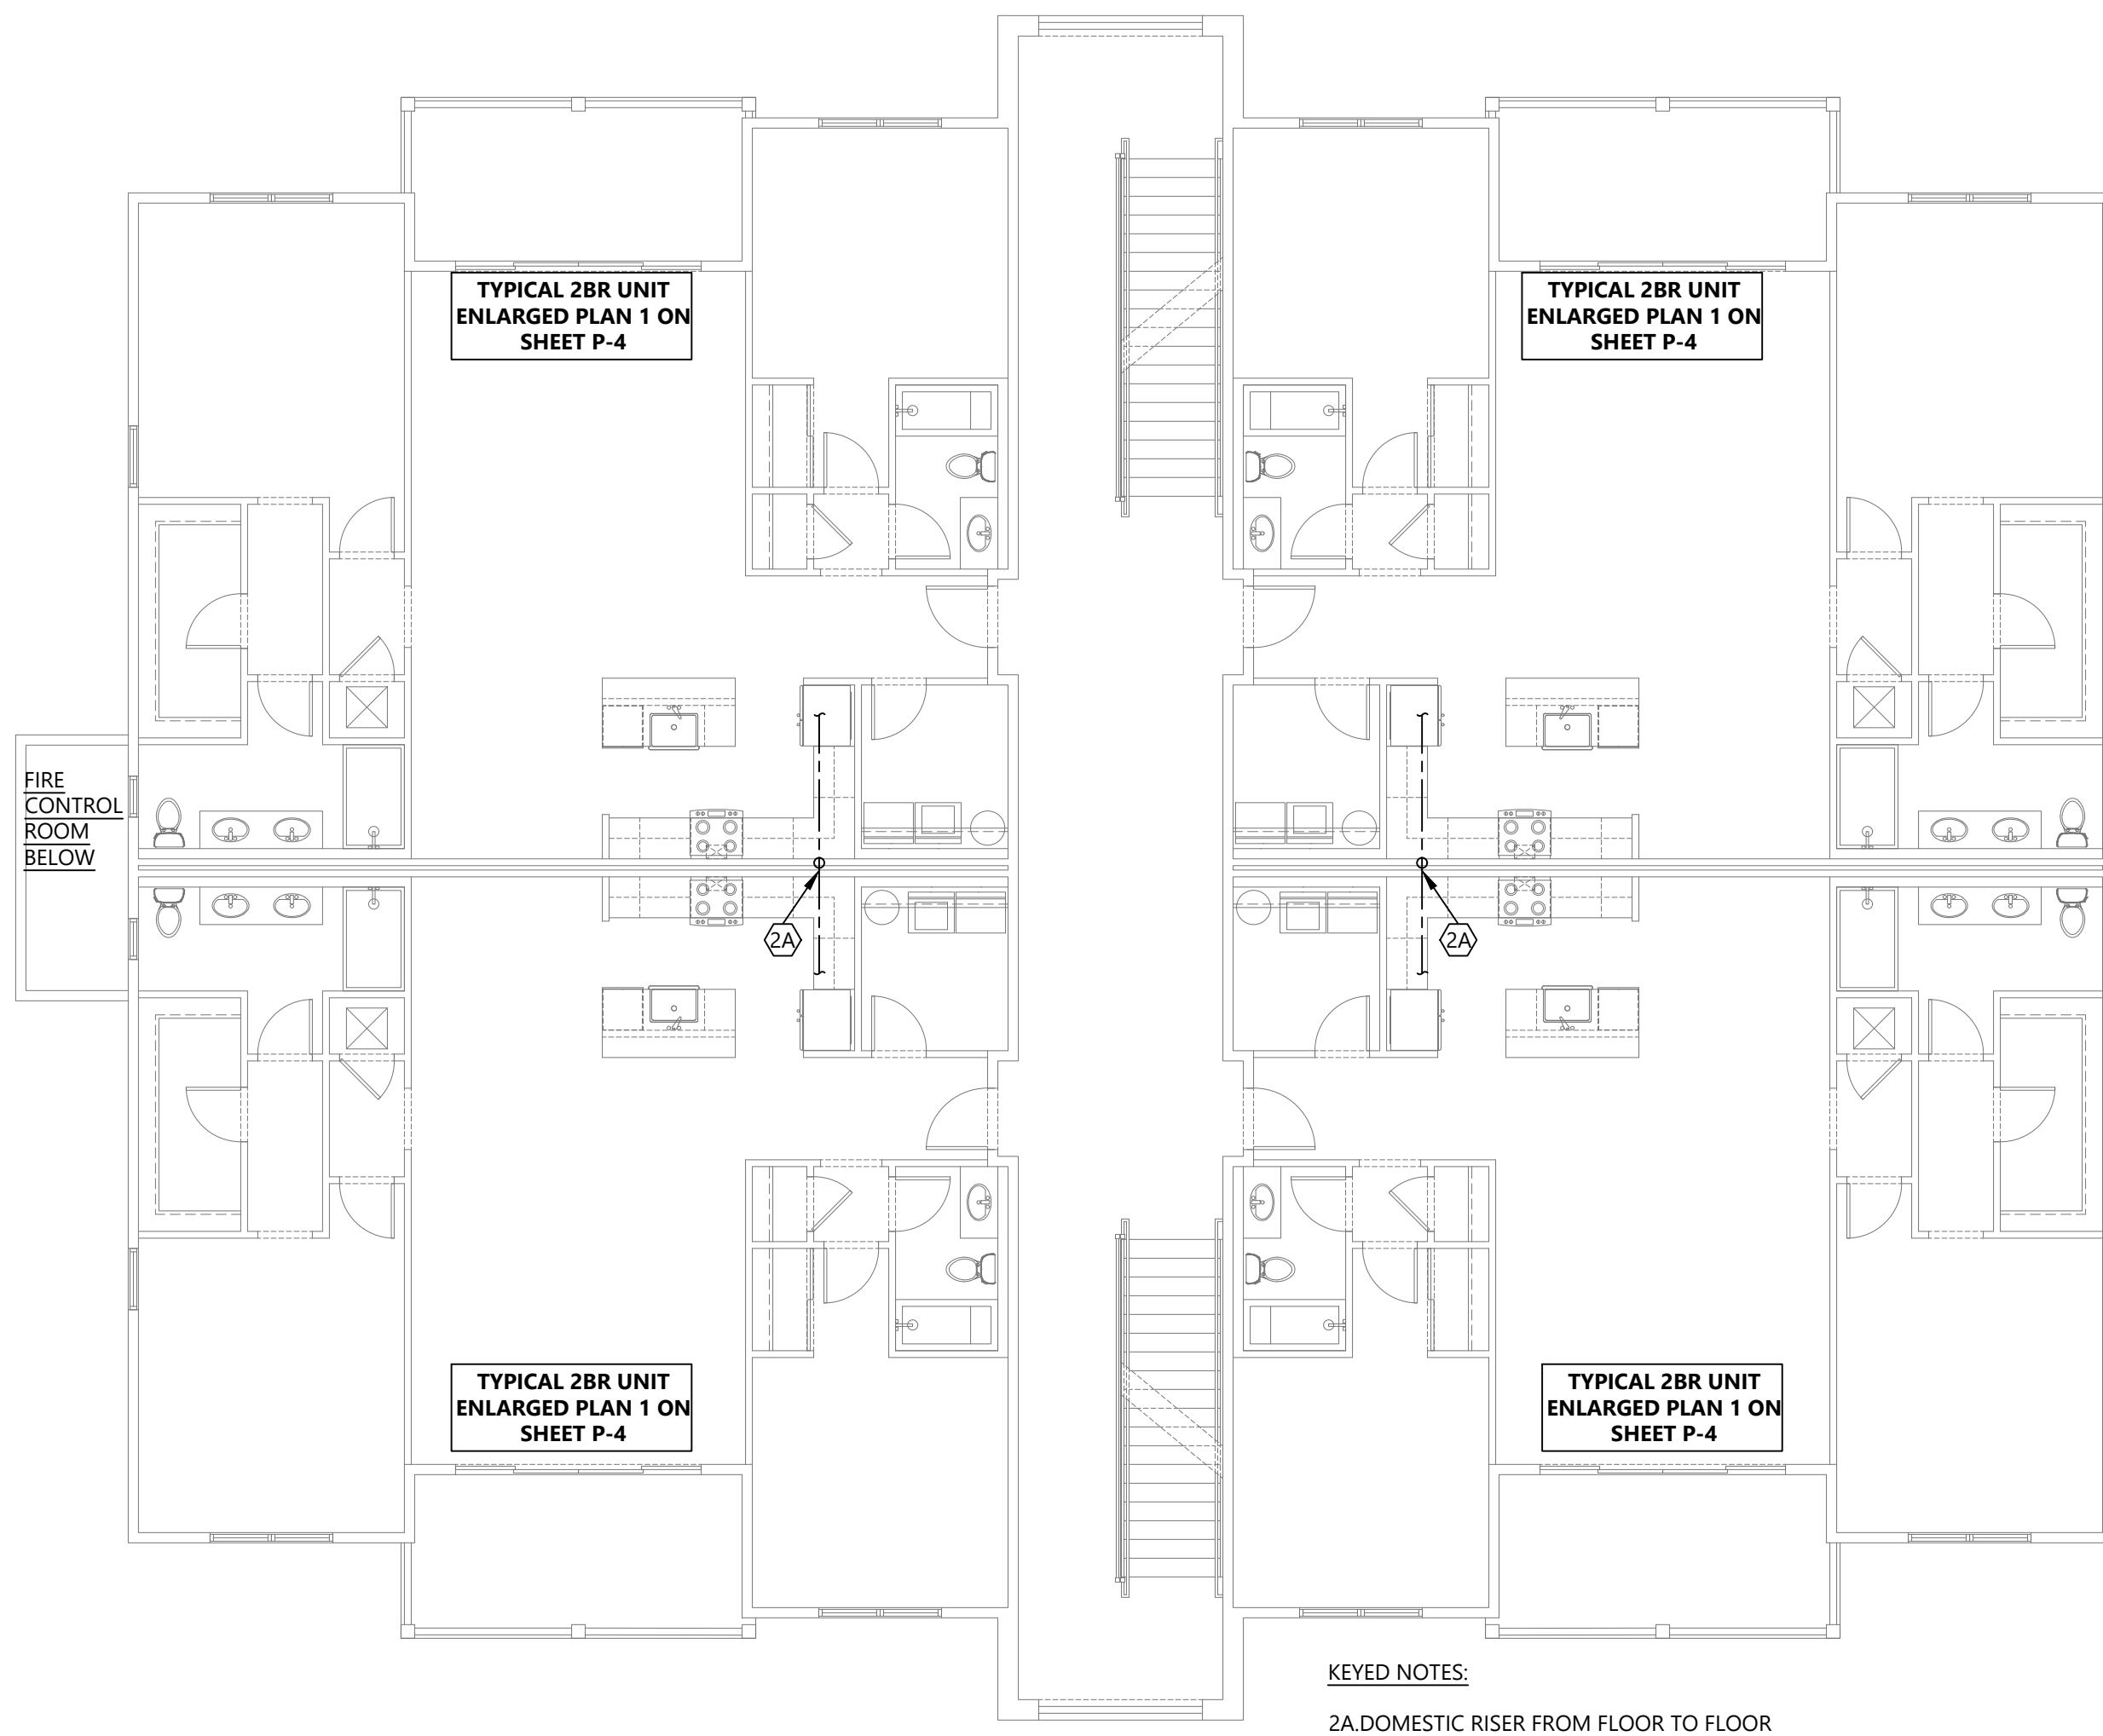 TYPICAL 2BR UNIT
ENLARGED PLAN 1 ON
SHEET P-4
TYPICAL 2BR UNIT
ENLARGED PLAN 1 ON
SHEET P-4
FIRE
CONTROL
ROOM
BELOW
2A
2A
TYPICAL 2BR UNIT
ENLARGED PLAN 1 ON
SHEET P-4
TYPICAL 2BR UNIT
ENLARGED PLAN 1 ON
SHEET P-4
KEYED NOTES:
2A.DOMESTIC RISER FROM FLOOR TO FLOOR